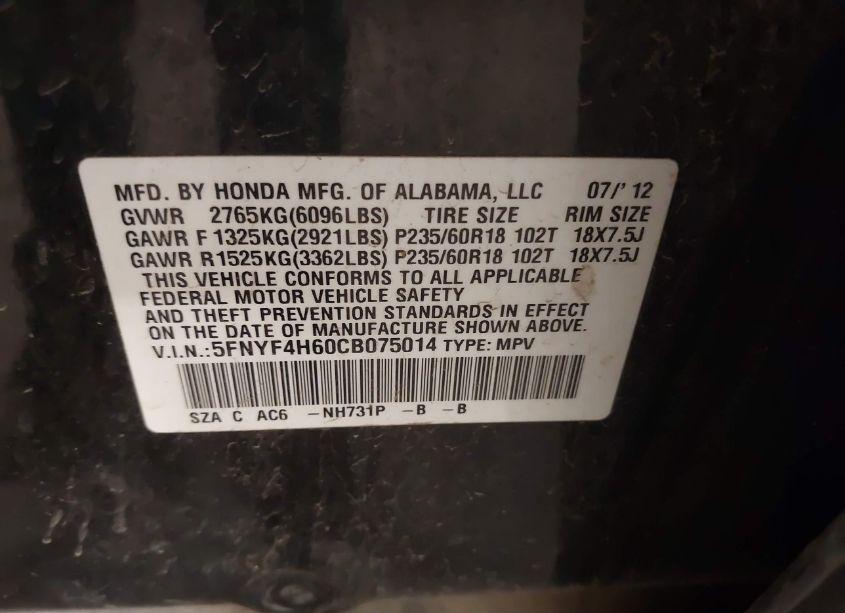 MFD. BY HONDA MFG. OF ALABAMA, LLC 07/'12
GVWR 2765KG(6096LBS) TIRE SIZE RIM SIZE
GAWR F 1325KG(2921LBS) P235/60R18 102T 18X7.5J
GAWR R1525KG(3362LBS) P235/60R18 102T 18X7.5J
THIS VEHICLE CONFORMS TO ALL APPLICABLE
FEDERAL MOTOR VEHICLE SAFETY
AND THEFT PREVENTION STANDARDS IN EFFECT
ON THE DATE OF MANUFACTURE SHOWN ABOVE.
V.I.N.:5FNYF4H60CB075014 TYPE: MPV
SZA C AC6 -NH731P -B -B